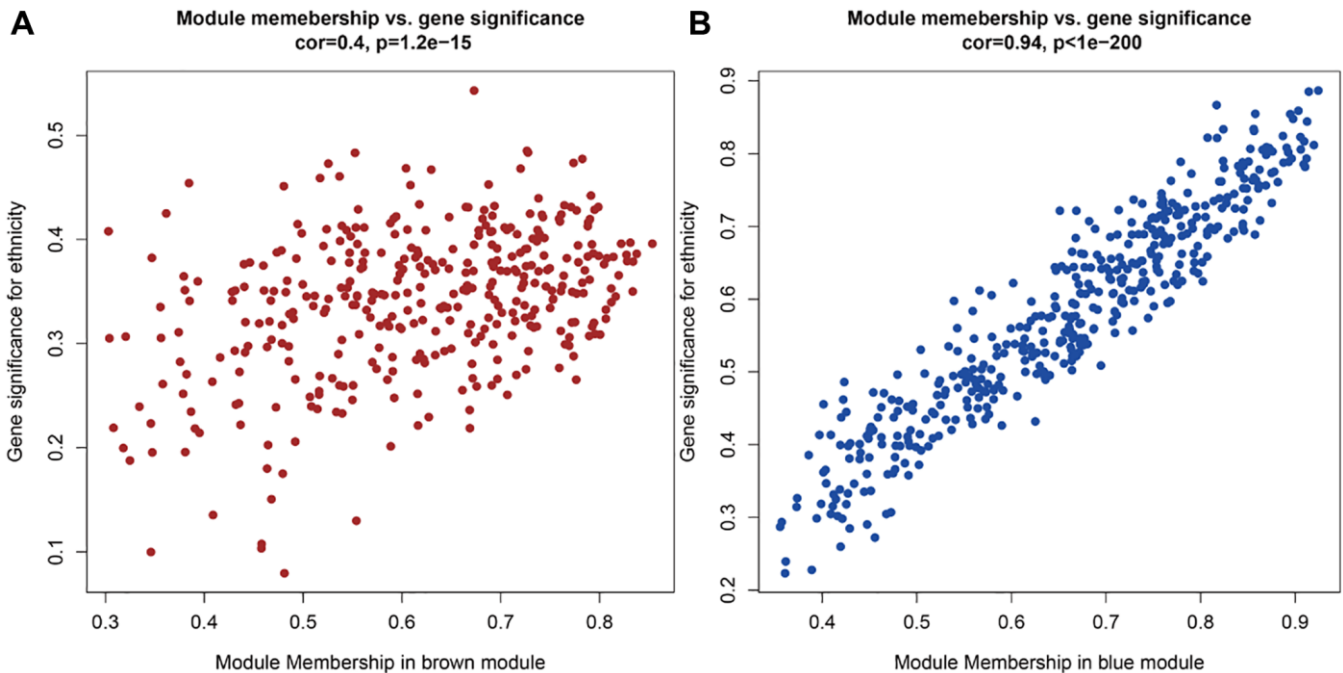 A
Module memebership vs. gene significance
cor=0.4, p=1.2e−15
Gene significance for ethnicity
0.5
0.4
0.3
0.2
0.1
0.3 0.4 0.5 0.6 0.7 0.8
Module Membership in brown module
B
Module memebership vs. gene significance
cor=0.94, p<1e−200
Gene significance for ethnicity
0.9
0.8
0.7
0.6
0.5
0.4
0.3
0.2
0.4 0.5 0.6 0.7 0.8 0.9
Module Membership in blue module